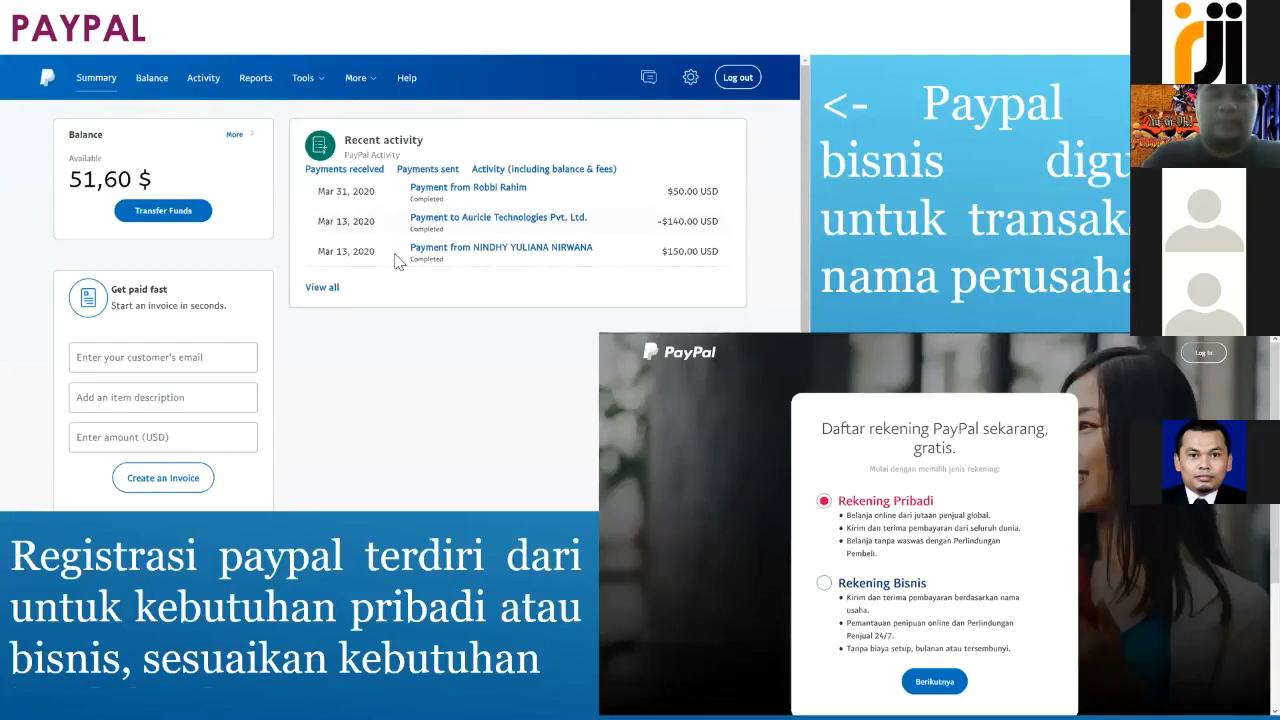 PAYPAL
Summary Balance Activity Reports Tools More Help Log out
Balance
More
Available
51,60 $
Transfer Funds
Recent activity
PayPal Activity
Payments received Payments sent Activity (including balance & fees)
Mar 31, 2020 Payment from Robbi Rahim $50.00 USD
Completed
Mar 13, 2020 Payment to Auricle Technologies Pvt. Ltd. -$140.00 USD
Completed
Mar 13, 2020 Payment from NINDHY YULIANA NIRWANA $150.00 USD
Completed
View all
Get paid fast
Start an invoice in seconds.
Enter your customer's email
Add an item description
Enter amount (USD)
Create an Invoice
<- Paypal
bisnis digu
untuk transak
nama perusaha
rji
Yu-Gi-Oh!
PayPal
Log In
Daftar rekening PayPal sekarang,
gratis.
Mulai dengan memilih jenis rekening:
Rekening Pribadi
• Belanja online dari jutaan penjual global.
• Kirim dan terima pembayaran dari seluruh dunia.
• Belanja tanpa waswas dengan Perlindungan
Pembeli.
Rekening Bisnis
• Kirim dan terima pembayaran berdasarkan nama
usaha.
• Pemantauan penipuan online dan Perlindungan
Penjual 24/7.
• Tanpa biaya setup, bulanan atau tersembunyi.
Berikutnya
Registrasi paypal terdiri dari
untuk kebutuhan pribadi atau
bisnis, sesuaikan kebutuhan